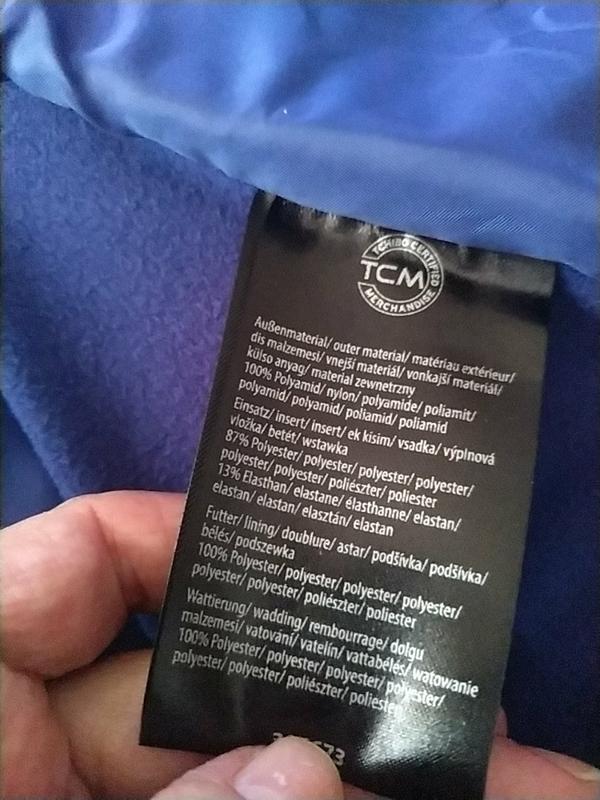 TCHIBO CERTIFIED
TCM
MERCHANDISE
Außenmaterial/ outer material/ matériau extérieur/
dis malzemesi/ vnejší materiál/ vonkajší materiál/
külso anyag/ material zewnetrzny
100% Polyamid/ nylon/ polyamide/ poliamit/
polyamid/ polyamid/ poliamid/ poliamid
Einsatz/ insert/ insert/ ek kisim/ vsadka/ výplnová
vložka/ betét/ wstawka
87% Polyester/ polyester/ polyester/ polyester/
polyester/ polyester/ poliészter/ poliester
13% Elasthan/ elastane/ élasthanne/ elastan/
elastan/ elastan/ elasztán/ elastan
Futter/ lining/ doublure/ astar/ podšívka/ podšívka/
bélés/ podszewka
100% Polyester/ polyester/ polyester/ polyester/
polyester/ polyester/ poliészter/ poliester
Wattierung/ wadding/ rembourrage/ dolgu
malzemesi/ vatování/ vatelín/ vattabélés/ watowanie
100% Polyester/ polyester/ polyester/ polyester/
polyester/ polyester/ poliészter/ poliester